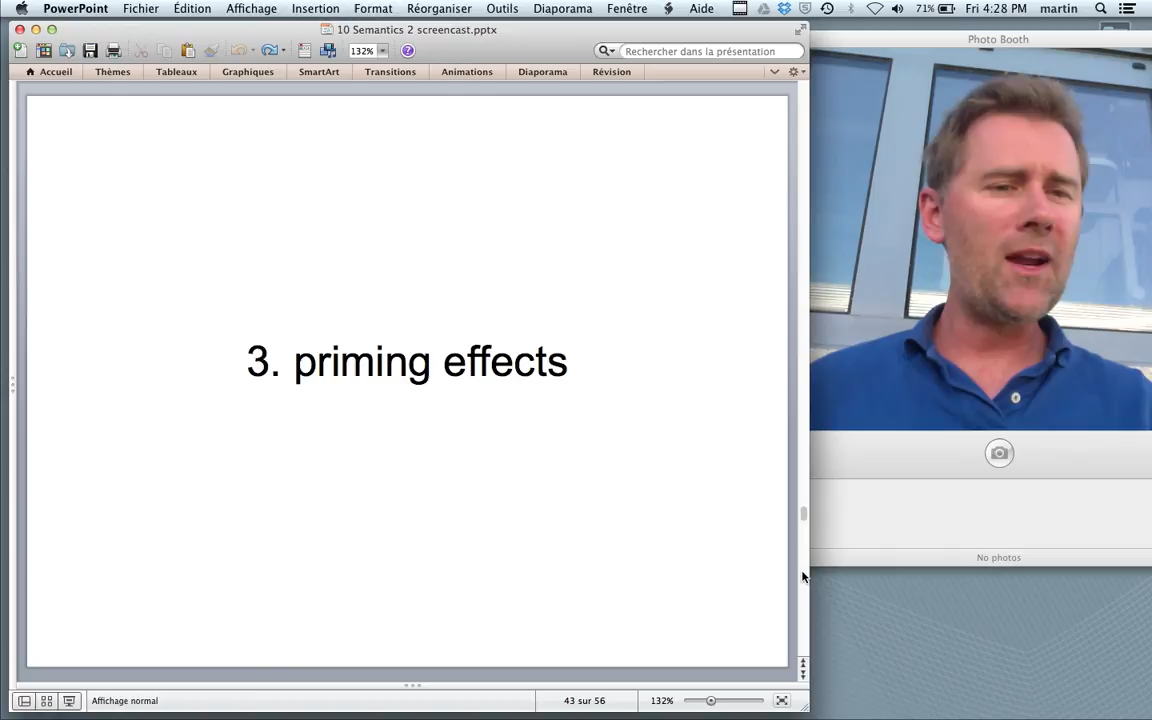 PowerPoint Fichier Édition Affichage Insertion Format Réorganiser Outils Diaporama Fenêtre Aide 71% Fri 4:28 PM martin
10 Semantics 2 screencast.pptx
132% Rechercher dans la présentation
Accueil Thèmes Tableaux Graphiques SmartArt Transitions Animations Diaporama Révision
Photo Booth
3. priming effects
No photos
Affichage normal 43 sur 56 132%